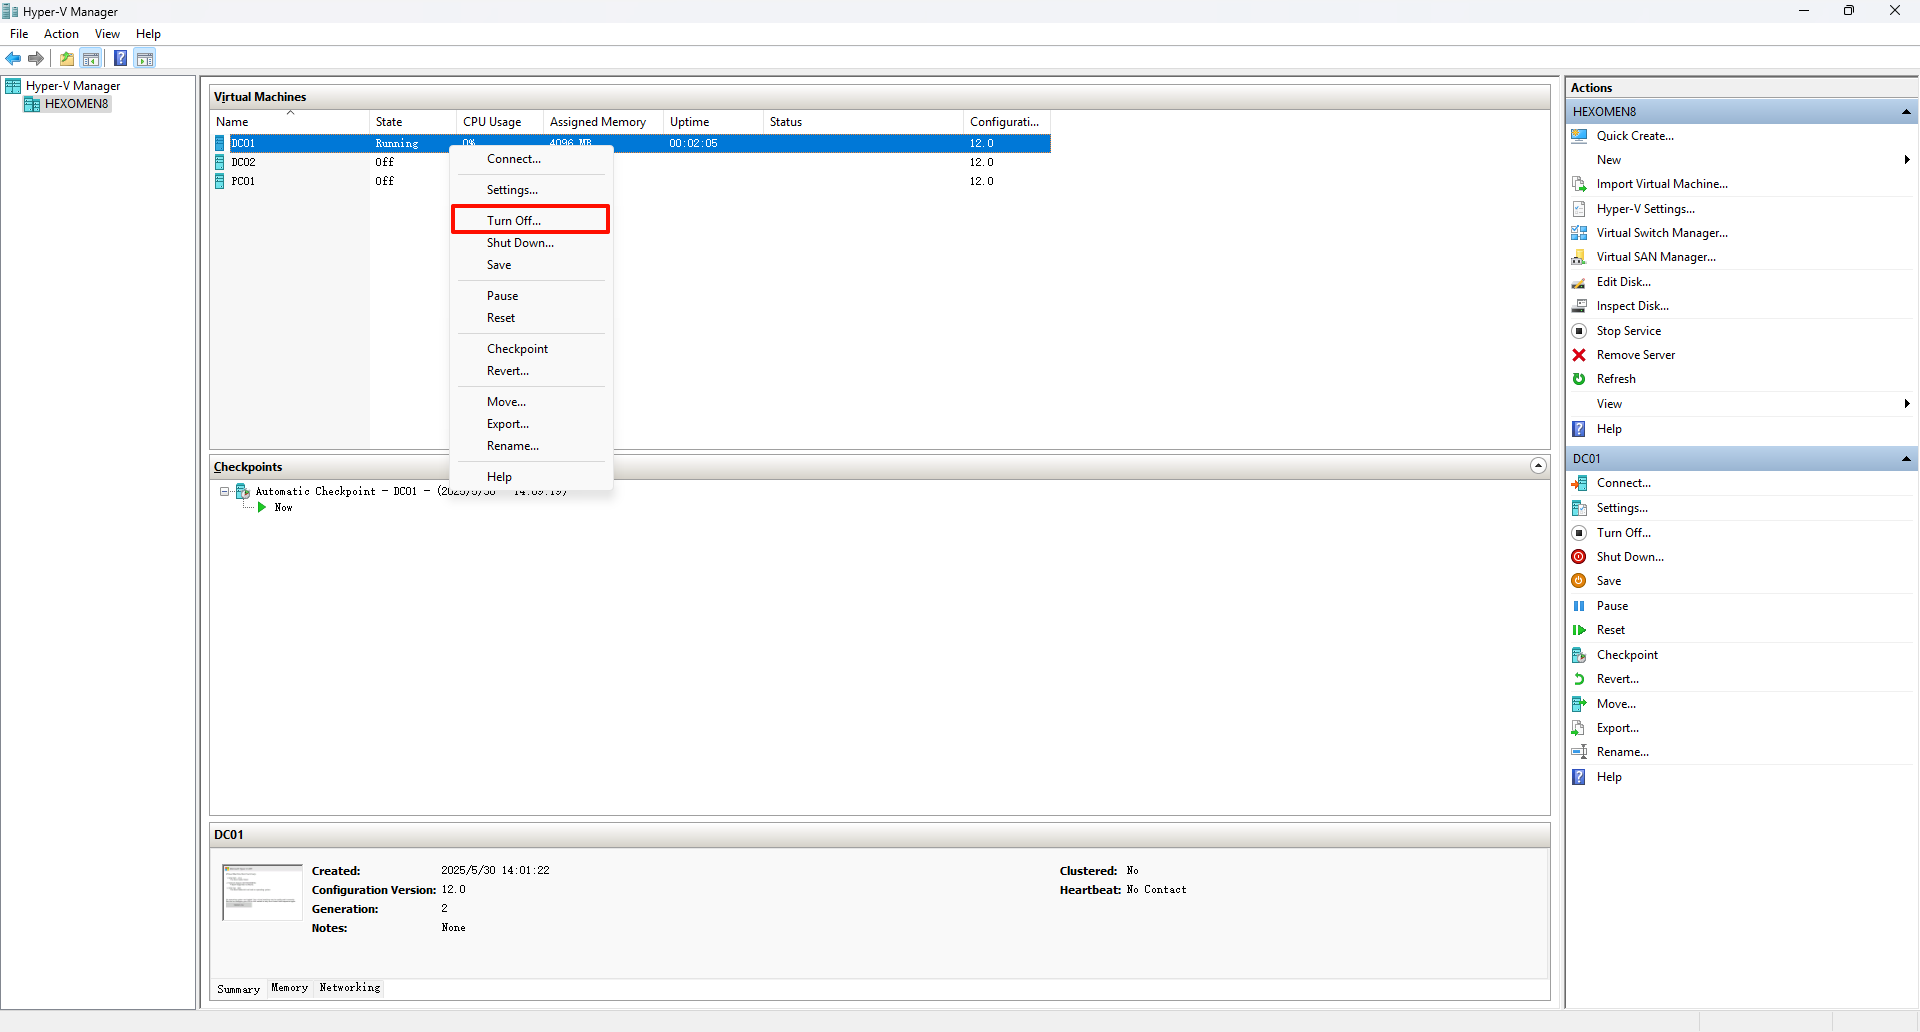 Hyper-V Manager
File Action View Help
Hyper-V Manager
HEXOMEN8
Virtual Machines
Name State CPU Usage Assigned Memory Uptime Status Configurati...
DC01 Running 0% 4096 MB 00:02:05 12.0
DC02 Off 12.0
PC01 Off 12.0
Connect...
Settings...
Turn Off...
Shut Down...
Save
Pause
Reset
Checkpoint
Revert...
Move...
Export...
Rename...
Help
Checkpoints
Automatic Checkpoint - DC01 - (2025/5/30 14:09:19)
Now
DC01
Created: 2025/5/30 14:01:22
Configuration Version: 12.0
Generation: 2
Notes: None
Clustered: No
Heartbeat: No Contact
Summary Memory Networking
Actions
HEXOMEN8
Quick Create...
New
Import Virtual Machine...
Hyper-V Settings...
Virtual Switch Manager...
Virtual SAN Manager...
Edit Disk...
Inspect Disk...
Stop Service
Remove Server
Refresh
View
Help
DC01
Connect...
Settings...
Turn Off...
Shut Down...
Save
Pause
Reset
Checkpoint
Revert...
Move...
Export...
Rename...
Help